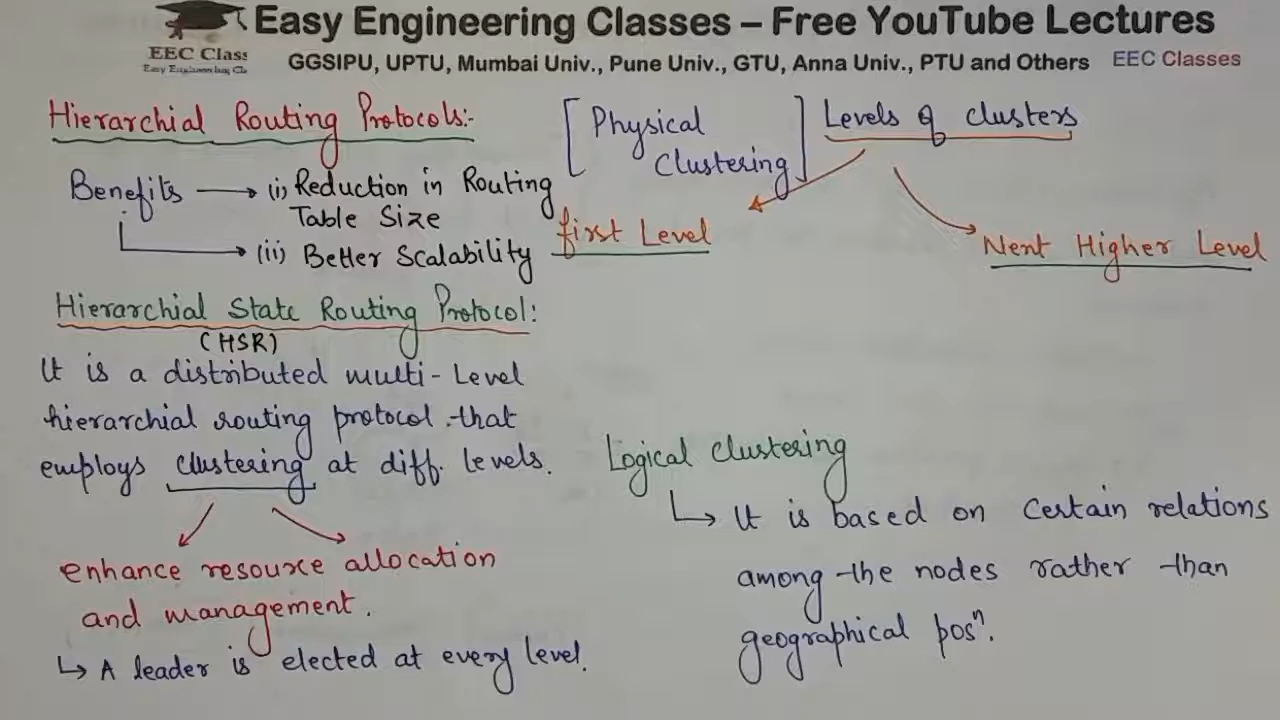 Easy Engineering Classes – Free YouTube Lectures
EEC Class
Easy Engineering Cla
GGSIPU, UPTU, Mumbai Univ., Pune Univ., GTU, Anna Univ., PTU and Others
EEC Classes
Hierarchial Routing Protocols:-
Benefits → (i) Reduction in Routing
Table Size
→ (ii) Better Scalability
Hierarchial State Routing Protocol:
(HSR)
It is a distributed multi-Level
hierarchial routing protocol that
employs clustering at diff. levels.
enhance resource allocation
and management.
↳ A leader is elected at every level.
[Physical
Clustering]
Levels of clusters
first Level
Next Higher Level
Logical clustering
↳ It is based on certain relations
among the nodes rather than
geographical posⁿ.